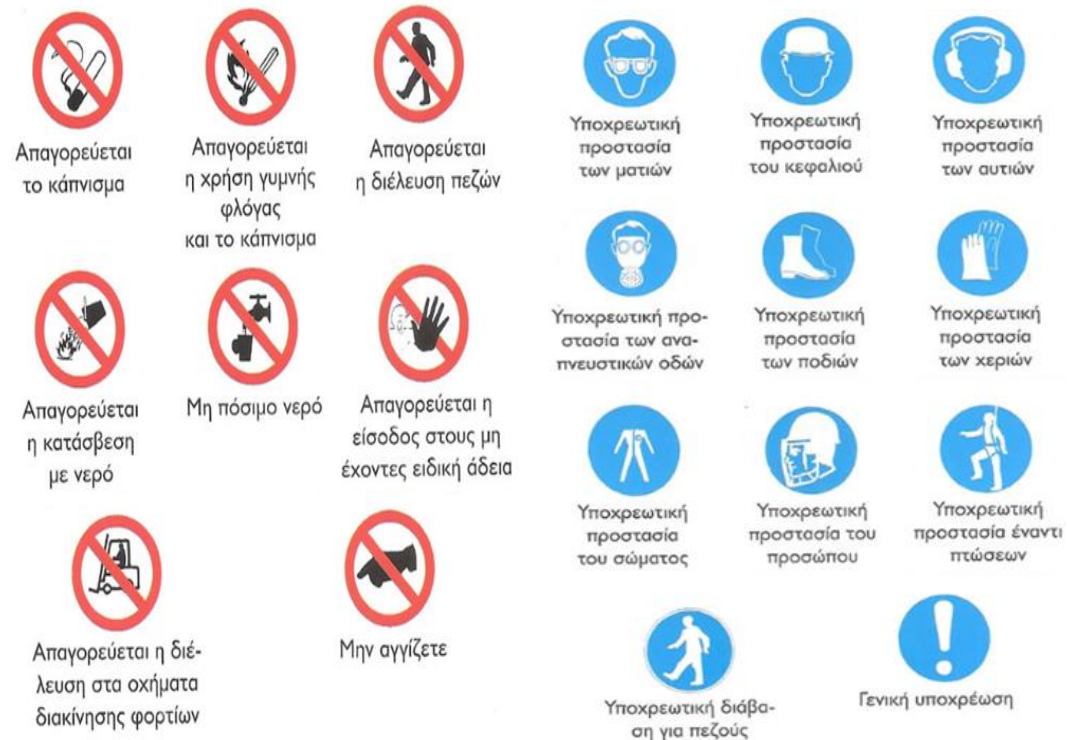 Απαγορεύεται
το κάπνισμα
Απαγορεύεται
η χρήση γυμνής
φλόγας
και το κάπνισμα
Απαγορεύεται
η διέλευση πεζών
Απαγορεύεται
η κατάσβεση
με νερό
Μη πόσιμο νερό
Απαγορεύεται η
είσοδος στους μη
έχοντες ειδική άδεια
Απαγορεύεται η διέ-
λευση στα οχήματα
διακίνησης φορτίων
Μην αγγίζετε
Υποχρεωτική
προστασία
των ματιών
Υποχρεωτική
προστασία
του κεφαλιού
Υποχρεωτική
προστασία
των αυτιών
Υποχρεωτική προ-
στασία των ανα-
πνευστικών οδών
Υποχρεωτική
προστασία
των ποδιών
Υποχρεωτική
προστασία
των χεριών
Υποχρεωτική
προστασία
του σώματος
Υποχρεωτική
προστασία του
προσώπου
Υποχρεωτική
προστασία έναντι
πτώσεων
Υποχρεωτική διάβα-
ση για πεζούς
Γενική υποχρέωση